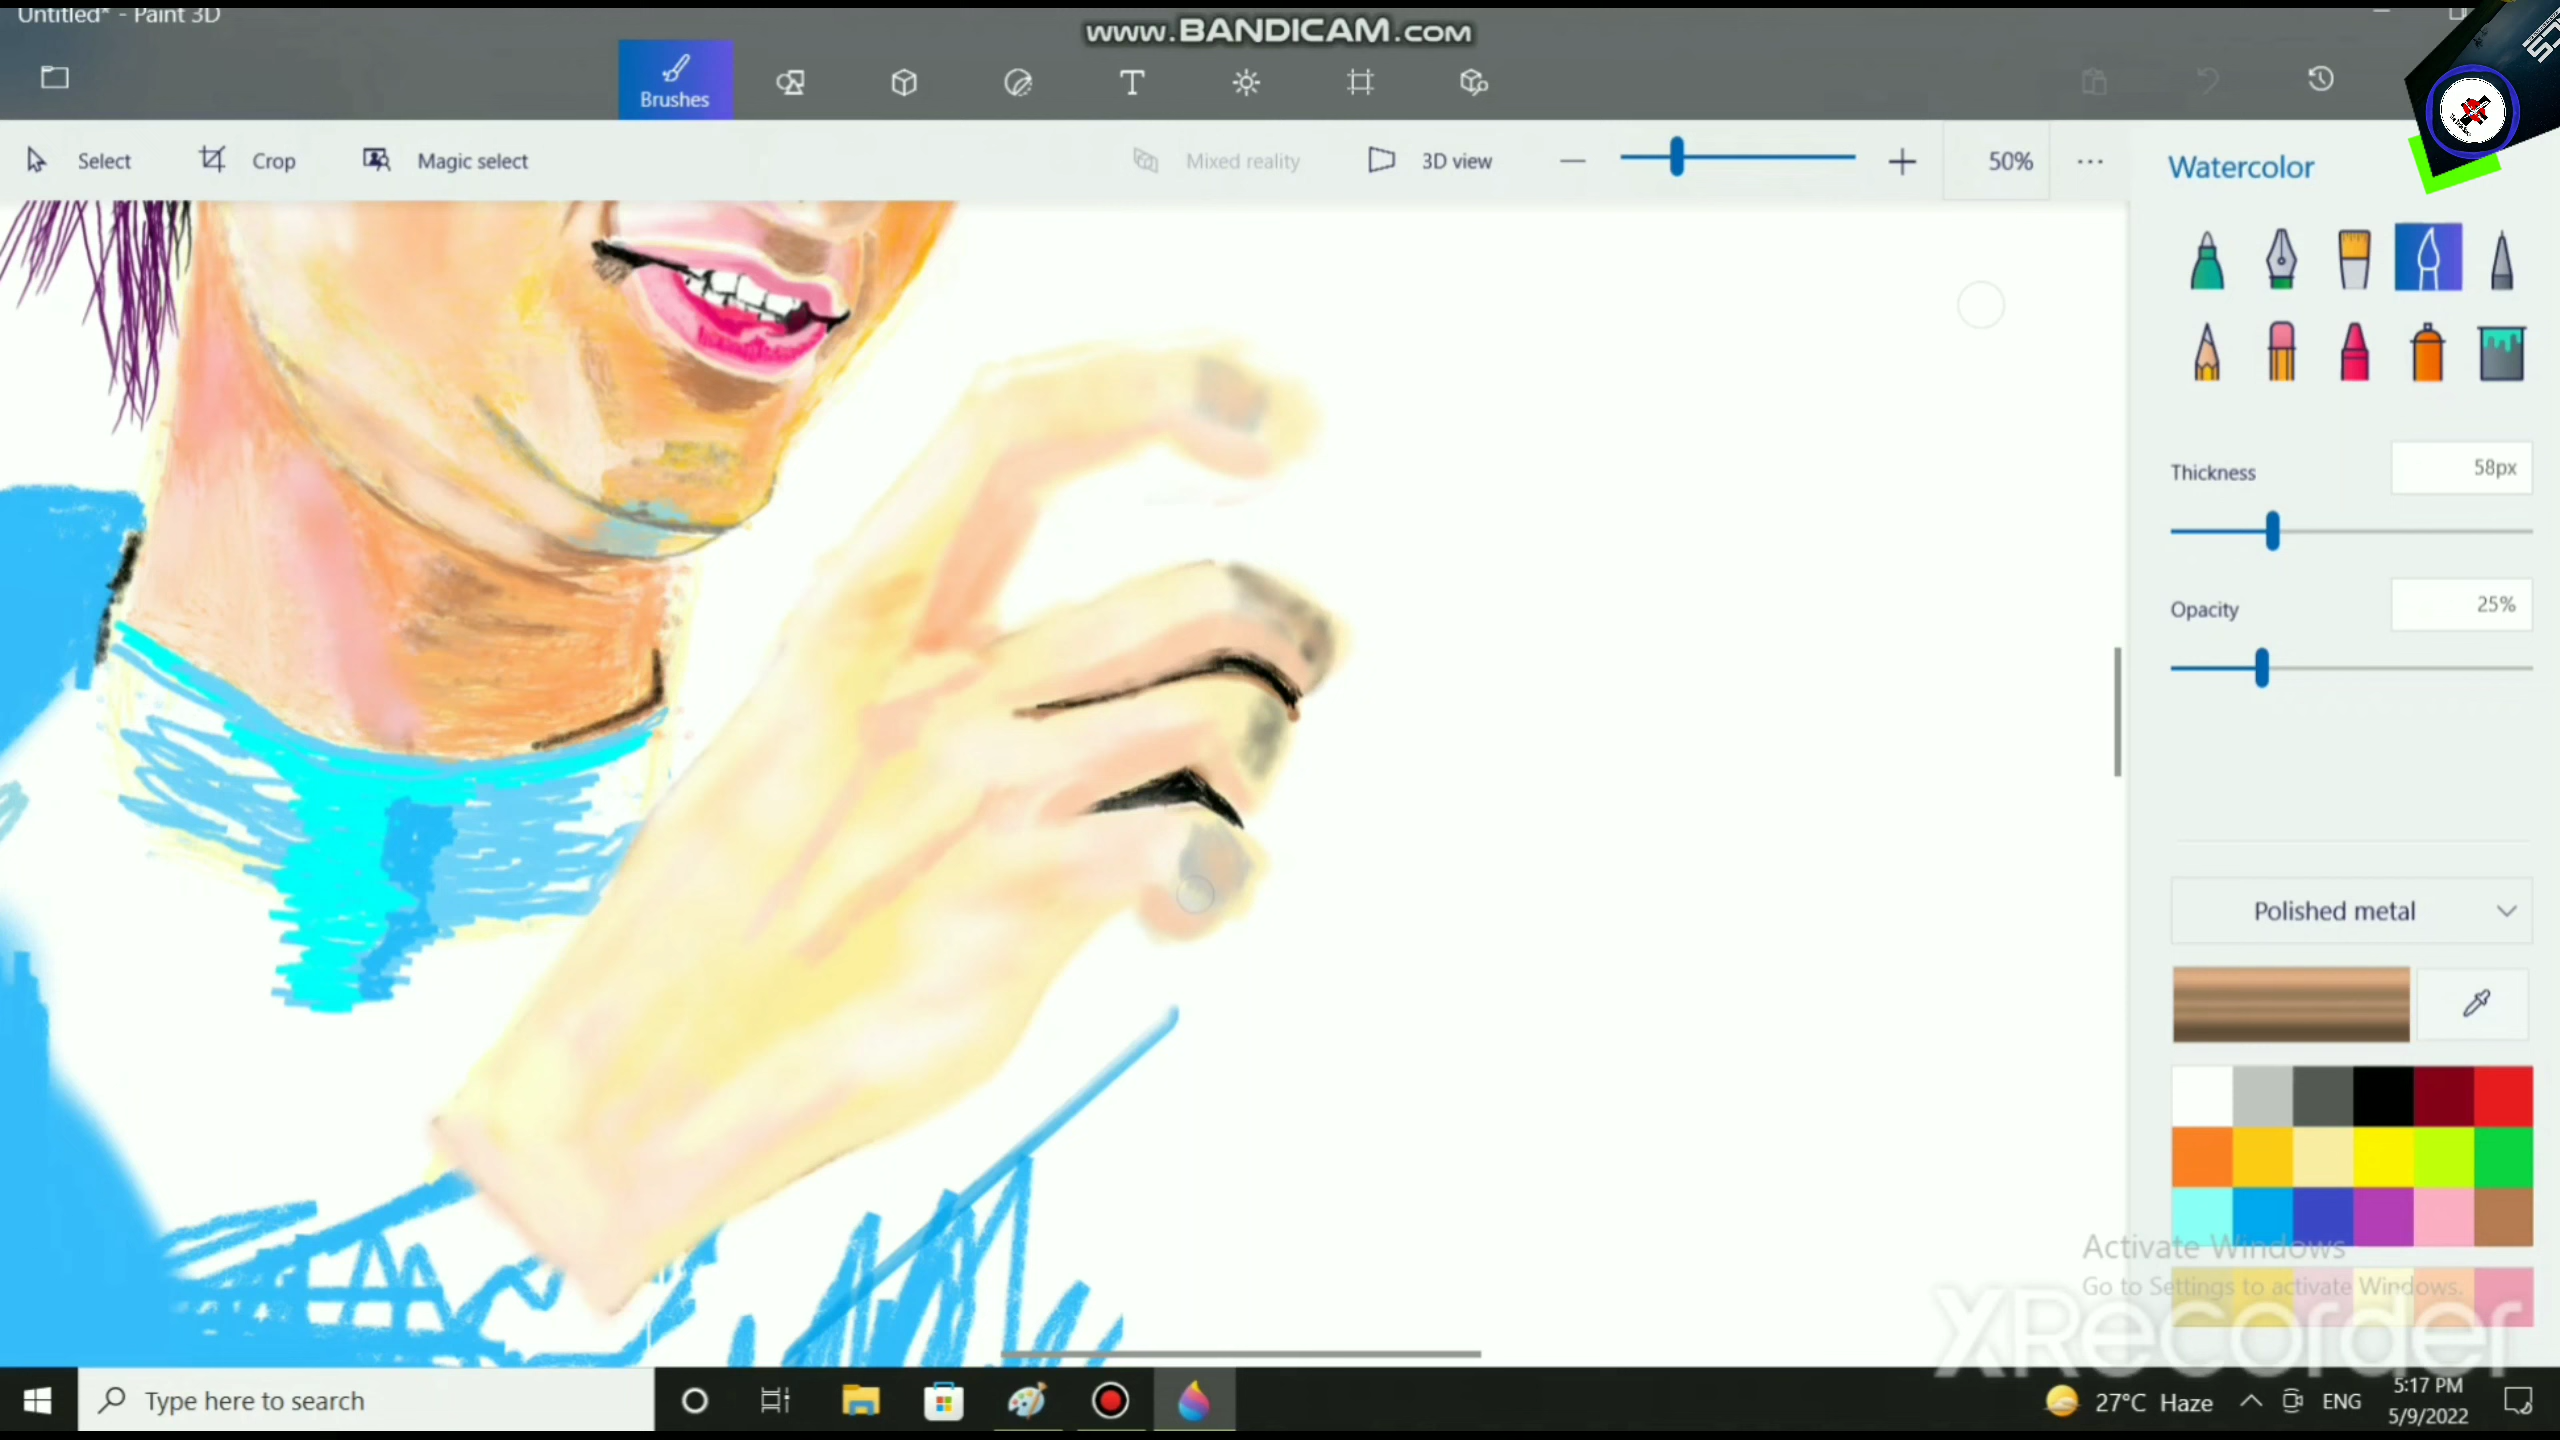 Untitled* - Paint 3D
www.BANDICAM.com
Brushes
Select
Crop
Magic select
Mixed reality
3D view
50%
Watercolor
Thickness
58px
Opacity
25%
Polished metal
Activate Windows
Go to Settings to activate Windows.
XRecorder
Type here to search
27°C Haze
ENG
5:17 PM
5/9/2022